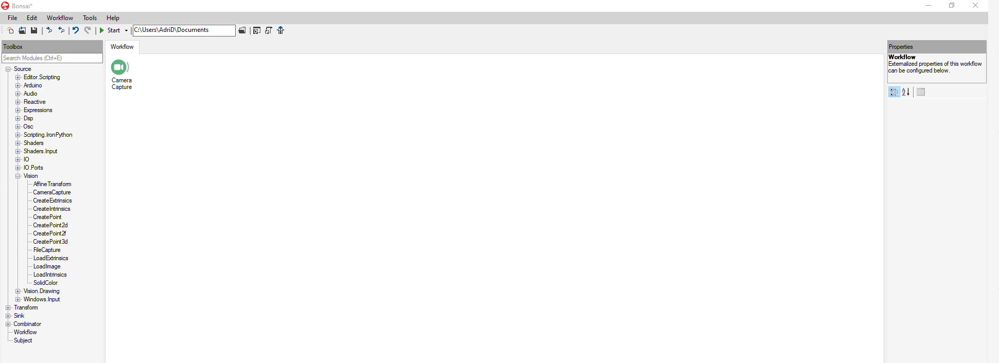 Bonsai*
File Edit Workflow Tools Help
Start C:\Users\AdriD\Documents
Toolbox
Search Modules (Ctrl+E)
Source
Editor.Scripting
Arduino
Audio
Reactive
Expressions
Dsp
Osc
Scripting.IronPython
Shaders
Shaders.Input
IO
IO.Ports
Vision
AffineTransform
CameraCapture
CreateExtrinsics
CreateIntrinsics
CreatePoint
CreatePoint2d
CreatePoint2f
CreatePoint3d
FileCapture
LoadExtrinsics
LoadImage
LoadIntrinsics
SolidColor
Vision.Drawing
Windows.Input
Transform
Sink
Combinator
Workflow
Subject
Workflow
Camera
Capture
Properties
Workflow
Externalized properties of this workflow
can be configured below.